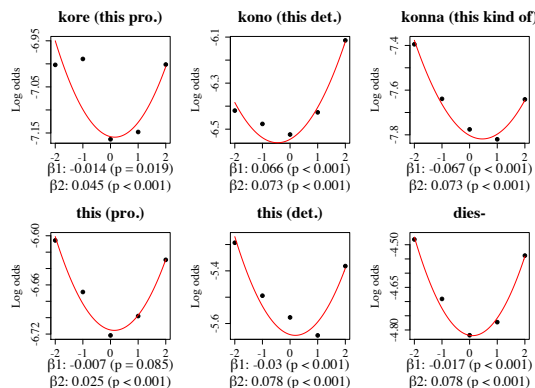 kore (this pro.)
kono (this det.)
konna (this kind of)
Log odds
-6.95
-7.05
-7.15
-2 -1 0 1 2
β1: -0.014 (p = 0.019)
β2: 0.045 (p < 0.001)
Log odds
-6.1
-6.3
-6.5
-2 -1 0 1 2
β1: 0.066 (p < 0.001)
β2: 0.073 (p < 0.001)
Log odds
-7.4
-7.6
-7.8
-2 -1 0 1 2
β1: -0.067 (p < 0.001)
β2: 0.073 (p < 0.001)
this (pro.)
this (det.)
dies-
Log odds
-6.60
-6.66
-6.72
-2 -1 0 1 2
β1: -0.007 (p = 0.085)
β2: 0.025 (p < 0.001)
Log odds
-5.4
-5.6
-2 -1 0 1 2
β1: -0.03 (p < 0.001)
β2: 0.078 (p < 0.001)
Log odds
-4.50
-4.65
-4.80
-2 -1 0 1 2
β1: -0.017 (p < 0.001)
β2: 0.078 (p < 0.001)